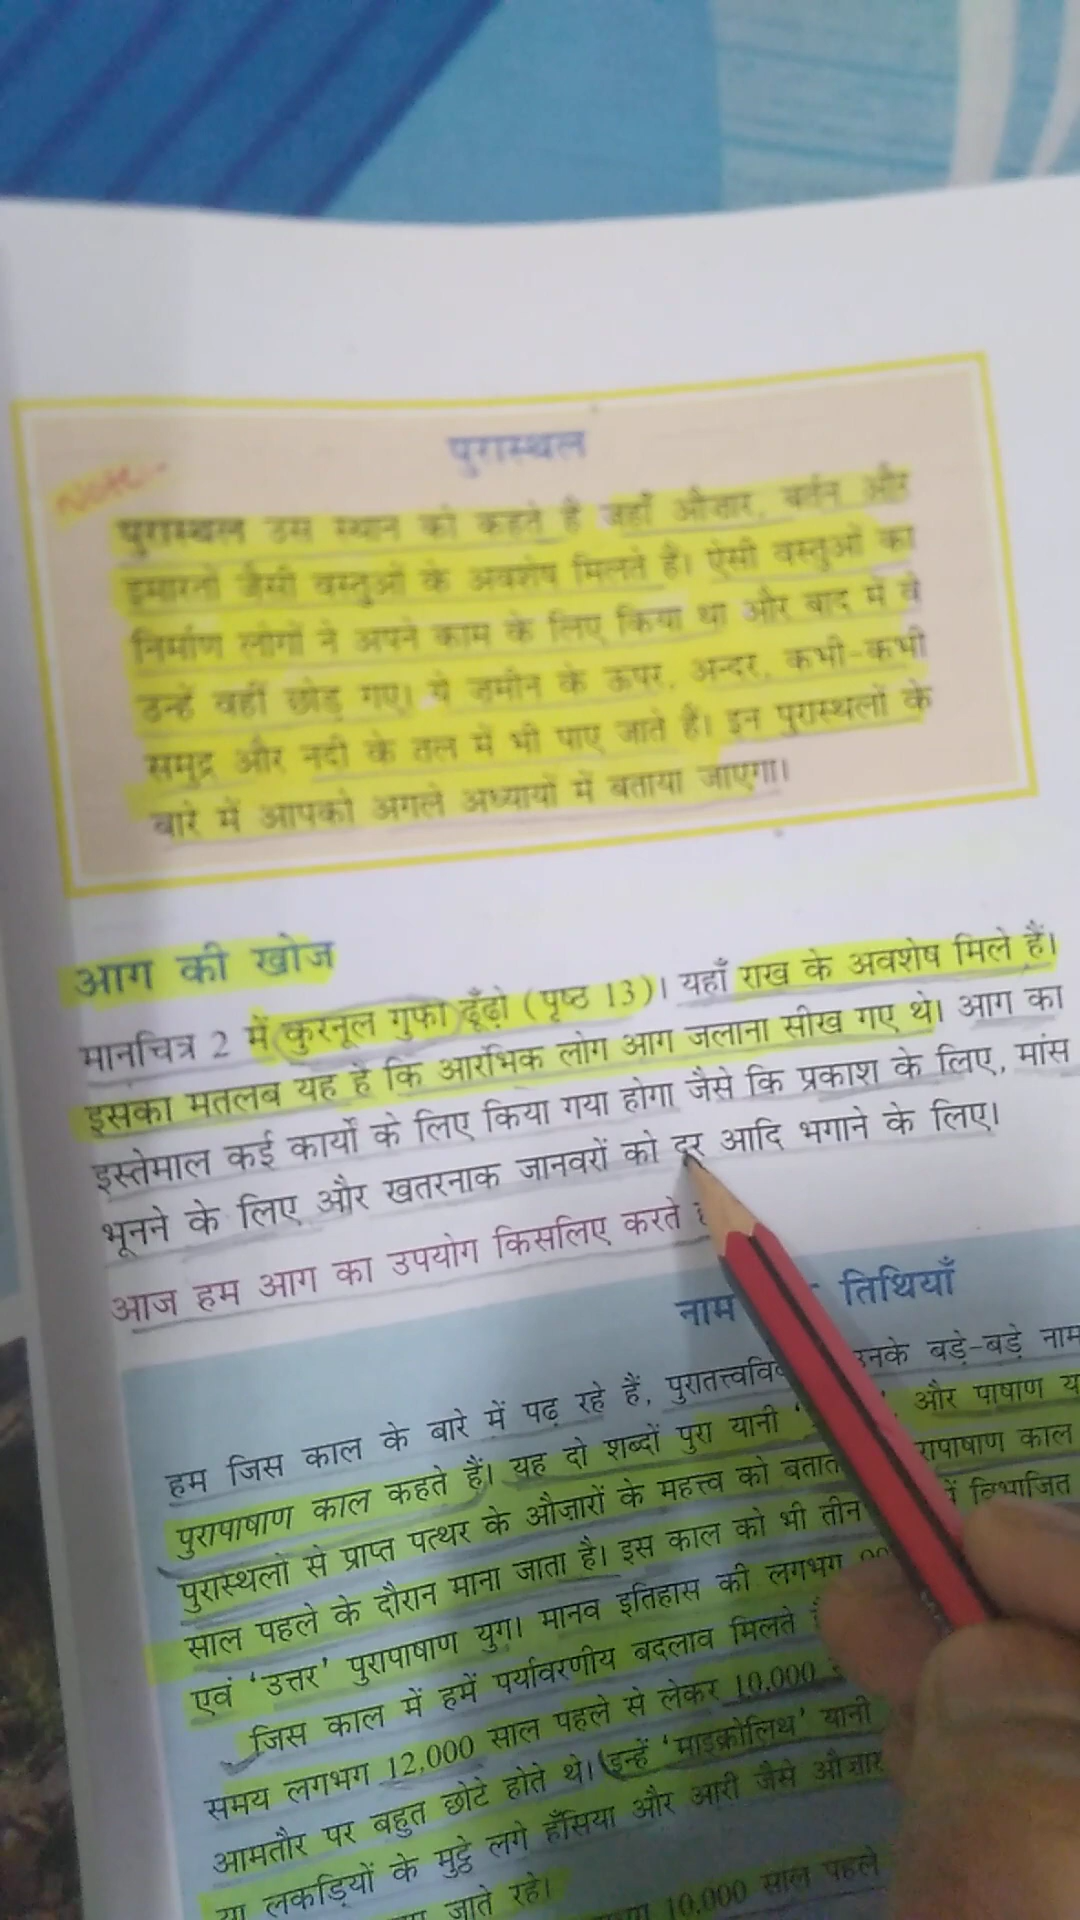 Note:-
पुरास्थल
पुरास्थल उस स्थान को कहते हैं जहाँ औजार, बर्तन और
इमारतों जैसी वस्तुओं के अवशेष मिलते हैं। ऐसी वस्तुओं का
निर्माण लोगों ने अपने काम के लिए किया था और बाद में वे
उन्हें वहीं छोड़ गए। ये ज़मीन के ऊपर, अन्दर, कभी-कभी
समुद्र और नदी के तल में भी पाए जाते हैं। इन पुरास्थलों के
बारे में आपको अगले अध्यायों में बताया जाएगा।
आग की खोज
मानचित्र 2 में कुरनूल गुफा ढूँढ़ो (पृष्ठ 13)। यहाँ राख के अवशेष मिले हैं।
इसका मतलब यह है कि आरंभिक लोग आग जलाना सीख गए थे। आग का
इस्तेमाल कई कार्यों के लिए किया गया होगा जैसे कि प्रकाश के लिए, मांस
भूनने के लिए और खतरनाक जानवरों को दूर आदि भगाने के लिए।
आज हम आग का उपयोग किसलिए करते
नाम तिथियाँ
हम जिस काल के बारे में पढ़ रहे हैं, उनके बड़े-बड़े नाम
पुरापाषाण काल कहते हैं। यह दो शब्दों पुरा यानी और पाषाण
पुरास्थलों से प्राप्त पत्थर के औजारों के महत्त्व को काल
साल पहले के दौरान माना जाता है। इस काल को भी तीन विभाजित
एवं 'उत्तर' पुरापाषाण युग। मानव इतिहास की लगभग
जिस काल में हमें पर्यावरणीय बदलाव मिलते
समय लगभग 12,000 साल पहले से लेकर 10,000
आमतौर पर बहुत छोटे होते थे। इन्हें 'माइक्रोलिथ' यानी
या लकड़ियों के मुट्ठे लगे हँसिया और आरी जैसे औजार
जाते रहे।
10,000 साल पहले